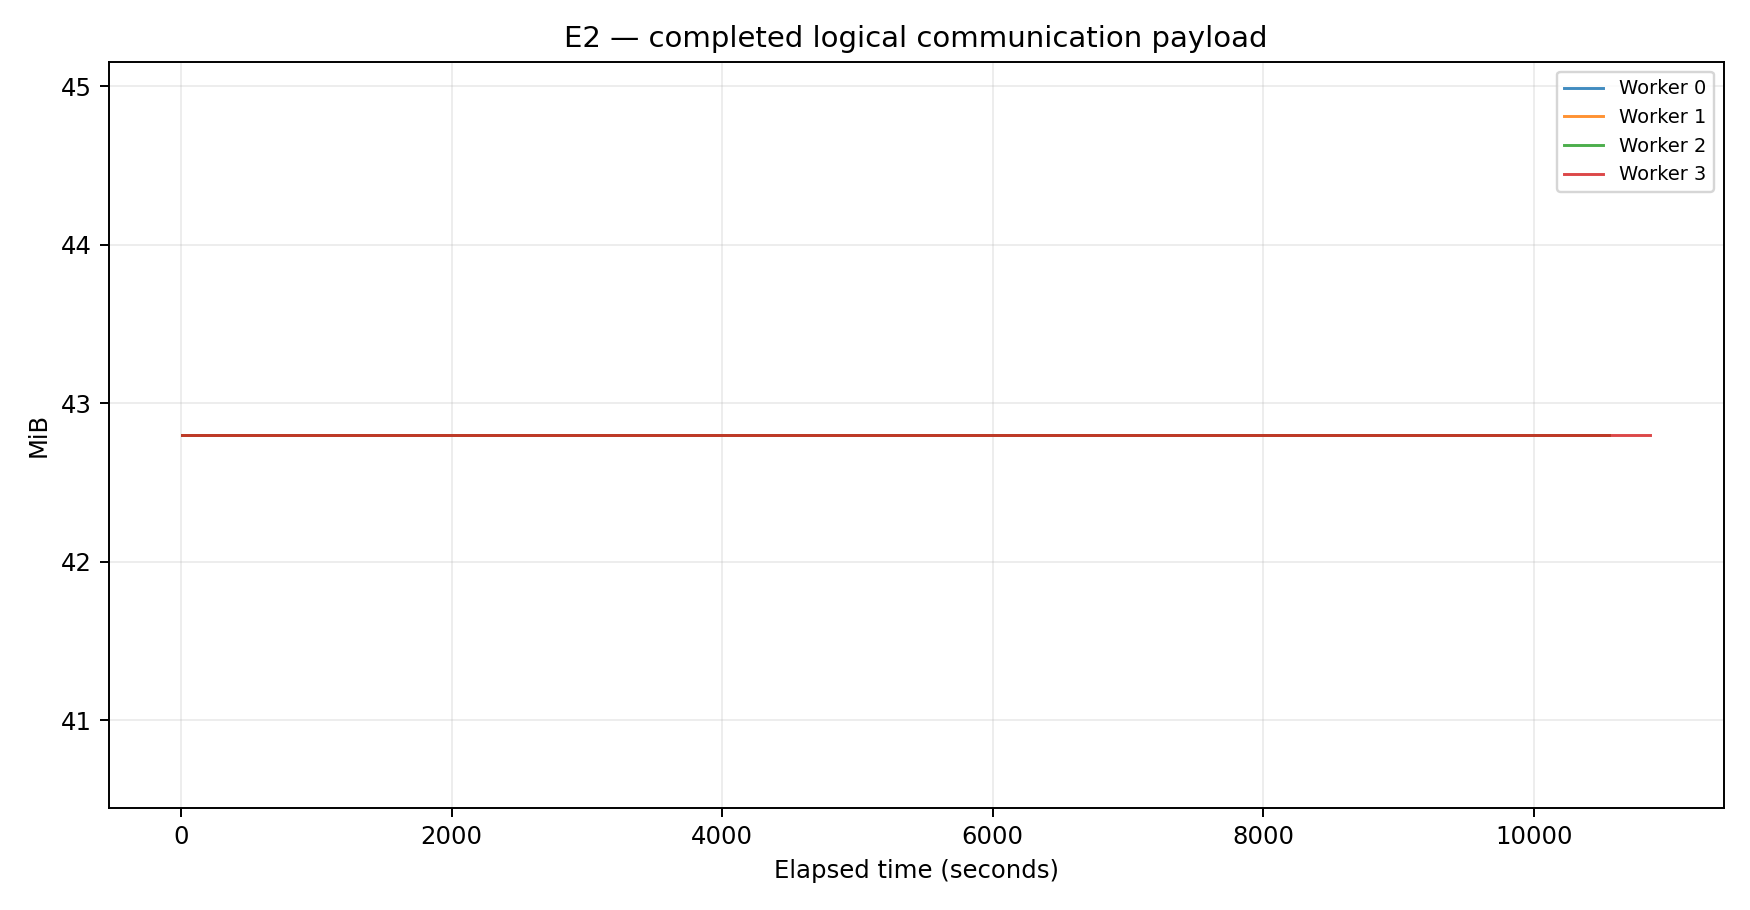 E2 — completed logical communication payload
Worker 0
Worker 1
Worker 2
Worker 3
45
44
43
42
41
MiB
0 2000 4000 6000 8000 10000
Elapsed time (seconds)